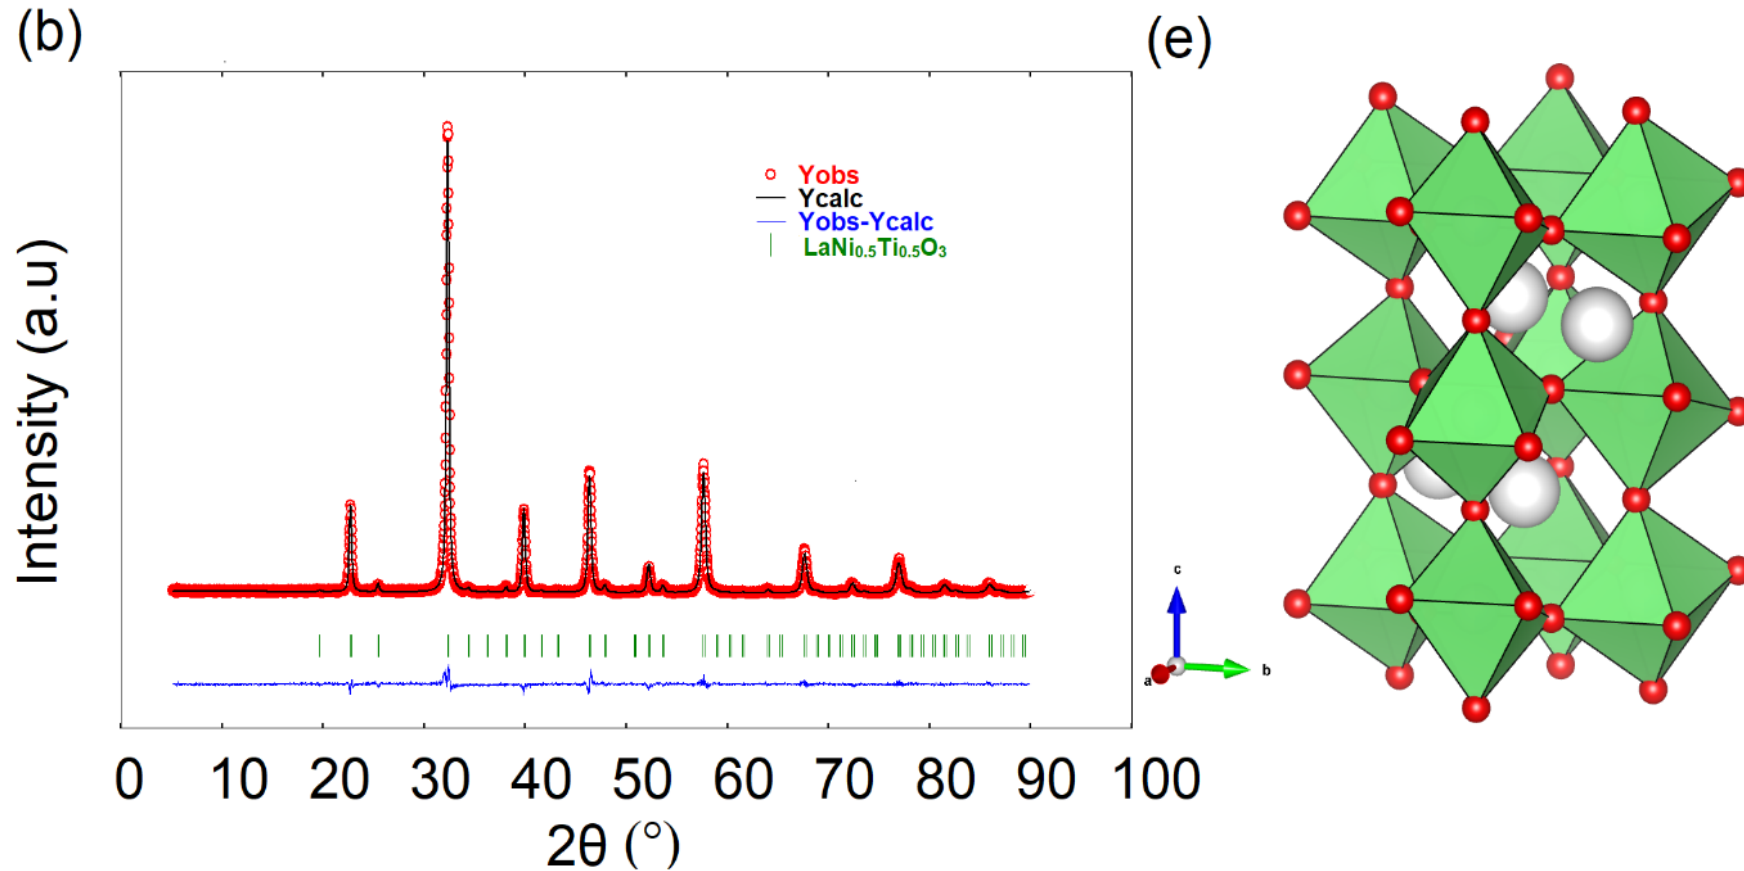 (b)
(e)
Yobs
Ycalc
Yobs-Ycalc
LaNi₀.₅Ti₀.₅O₃
Intensity (a.u)
0 10 20 30 40 50 60 70 80 90 100
2θ (°)
c
a
b